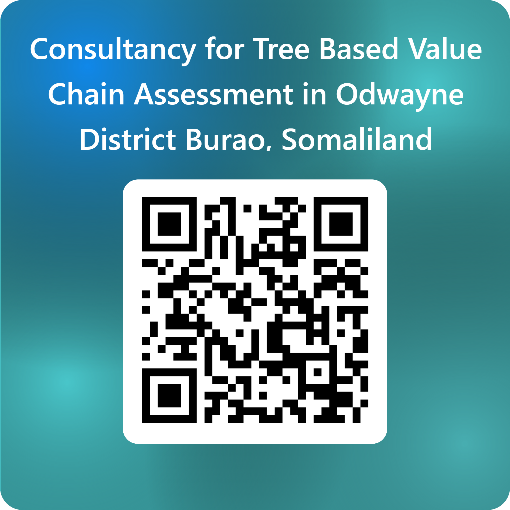 Consultancy for Tree Based Value
Chain Assessment in Odwayne
District Burao, Somaliland